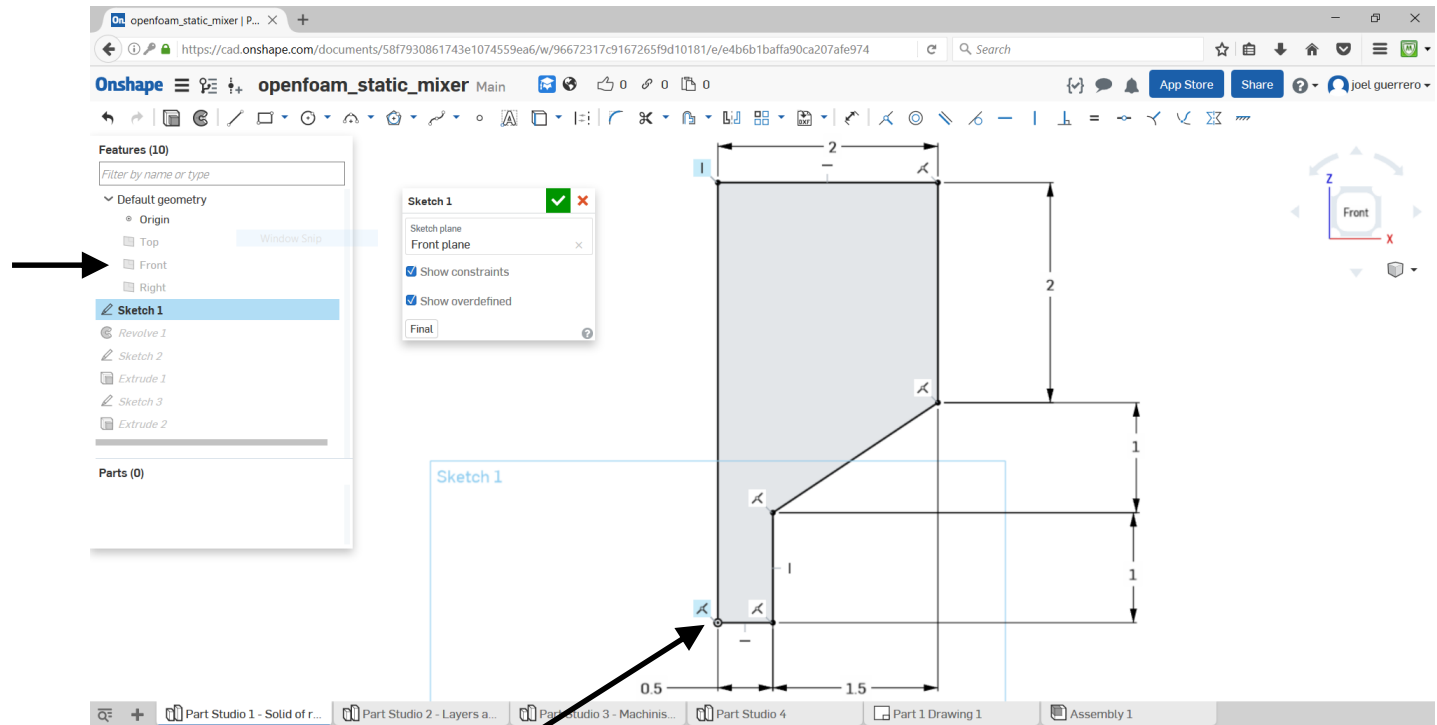 openfoam_static_mixer | P...
https://cad.onshape.com/documents/58f7930861743e1074559ea6/w/96672317c9167265f9d10181/e/e4b6b1baffa90ca207afe974
Search
Onshape openfoam_static_mixer Main 0 0 0 App Store Share joel guerrero
Features (10)
Filter by name or type
Default geometry
Origin
Top
Window Snip
Front
Right
Sketch 1
Revolve 1
Sketch 2
Extrude 1
Sketch 3
Extrude 2
Parts (0)
Sketch 1
Sketch plane
Front plane
Show constraints
Show overdefined
Final
2
2
1
1
0.5
1.5
Sketch 1
Z
Front
X
Part Studio 1 - Solid of r... Part Studio 2 - Layers a... Part Studio 3 - Machinis... Part Studio 4 Part 1 Drawing 1 Assembly 1